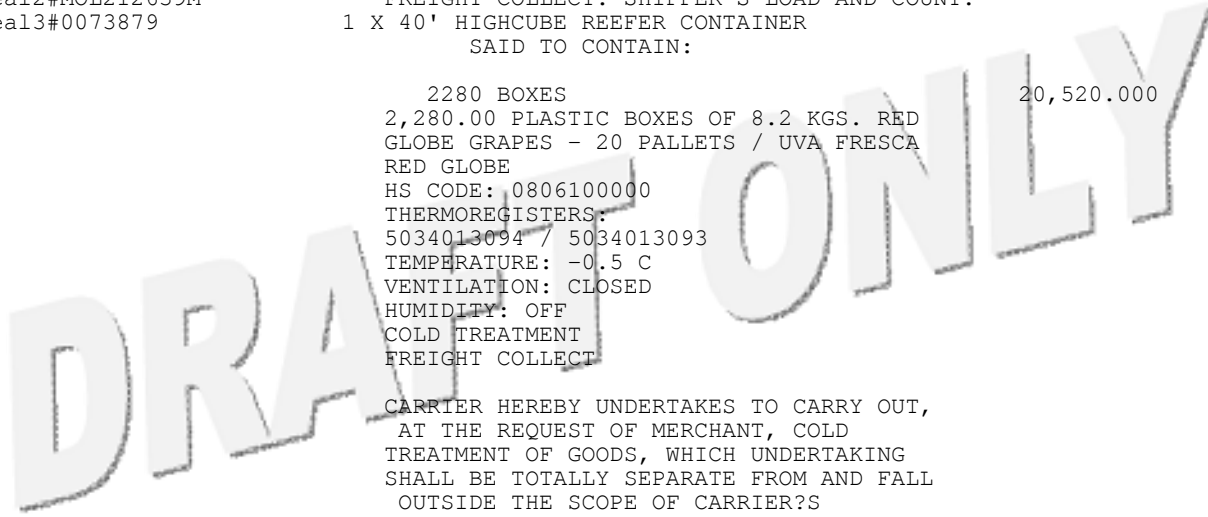 FREIGHT COLLECT. SHIPPER'S LOAD AND COUNT.
eal3#0073879 1 X 40' HIGHCUBE REEFER CONTAINER
SAID TO CONTAIN:
2280 BOXES 20,520.000
2,280.00 PLASTIC BOXES OF 8.2 KGS. RED
GLOBE GRAPES - 20 PALLETS / UVA FRESCA
RED GLOBE
HS CODE: 0806100000
THERMOREGISTERS:
5034013094 / 5034013093
TEMPERATURE: -0.5 C
VENTILATION: CLOSED
HUMIDITY: OFF
COLD TREATMENT
FREIGHT COLLECT
CARRIER HEREBY UNDERTAKES TO CARRY OUT,
AT THE REQUEST OF MERCHANT, COLD
TREATMENT OF GOODS, WHICH UNDERTAKING
SHALL BE TOTALLY SEPARATE FROM AND FALL
OUTSIDE THE SCOPE OF CARRIER?S
DRAFT ONLY